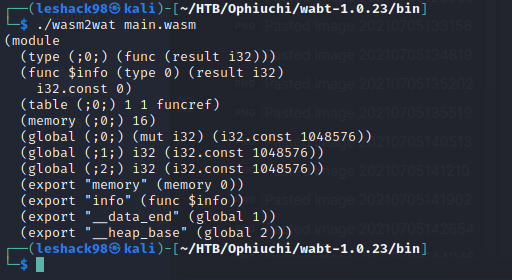 ┌──(leshack98㉿kali)-[~/HTB/Ophiuchi/wabt-1.0.23/bin]
└─$ ./wasm2wat main.wasm
(module
  (type (;0;) (func (result i32)))
  (func $info (type 0) (result i32)
    i32.const 0)
  (table (;0;) 1 1 funcref)
  (memory (;0;) 16)
  (global (;0;) (mut i32) (i32.const 1048576))
  (global (;1;) i32 (i32.const 1048576))
  (global (;2;) i32 (i32.const 1048576))
  (export "memory" (memory 0))
  (export "info" (func $info))
  (export "__data_end" (global 1))
  (export "__heap_base" (global 2)))
┌──(leshack98㉿kali)-[~/HTB/Ophiuchi/wabt-1.0.23/bin]
└─$